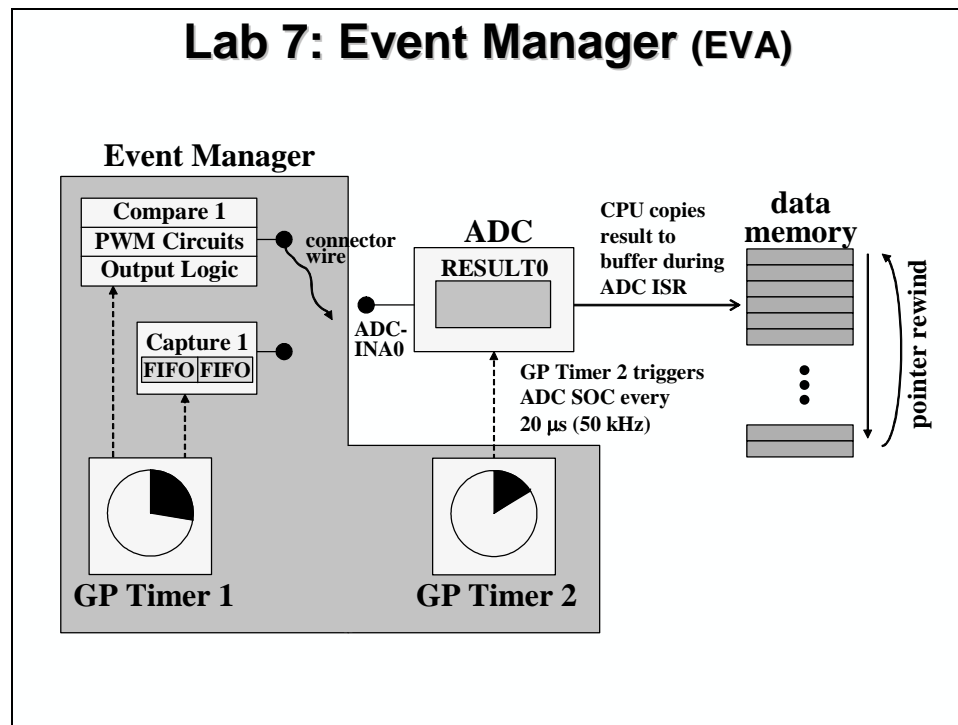 Lab 7: Event Manager (EVA)
Event Manager
Compare 1
PWM Circuits
Output Logic
connector
wire
Capture 1
FIFO FIFO
ADC-
INA0
ADC
RESULT0
CPU copies
result to
buffer during
ADC ISR
data
memory
pointer rewind
GP Timer 2 triggers
ADC SOC every
20 μs (50 kHz)
GP Timer 1
GP Timer 2